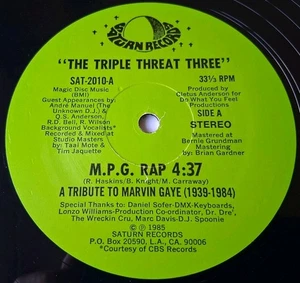 SATURN RECORDS
"THE TRIPLE THREAT THREE"
SAT-2010-A
33⅓ RPM
Magic Disc Music
(BMI)
Guest Appearances by:
André Manuel (The
Unknown D.J.) &
O.S. Anderson,
R.D. Bell, R. Wilson
Background Vocalists*
Recorded & Mixed at
Studio Masters
by: Taai Mote & Tim Jaquette
Produced by
Cletus Anderson for
Do What You Feel
Productions
SIDE A
STEREO
Mastered at
Bernie Grundman
Mastering by:
Brian Gardner
M.P.G. RAP 4:37
(R. Haskins/B. Knight/M. Carraway)
A TRIBUTE TO MARVIN GAYE (1939-1984)
Special Thanks to: Daniel Sofer-DMX-Keyboards,
Lonzo Williams-Production Co-ordinator, Dr. Dre',
The Wreckin Cru, Marc Davis-D.J. Spoonie
℗ 1985
SATURN RECORDS
P.O. Box 20590, L.A., CA. 90006
*Courtesy of CBS Records